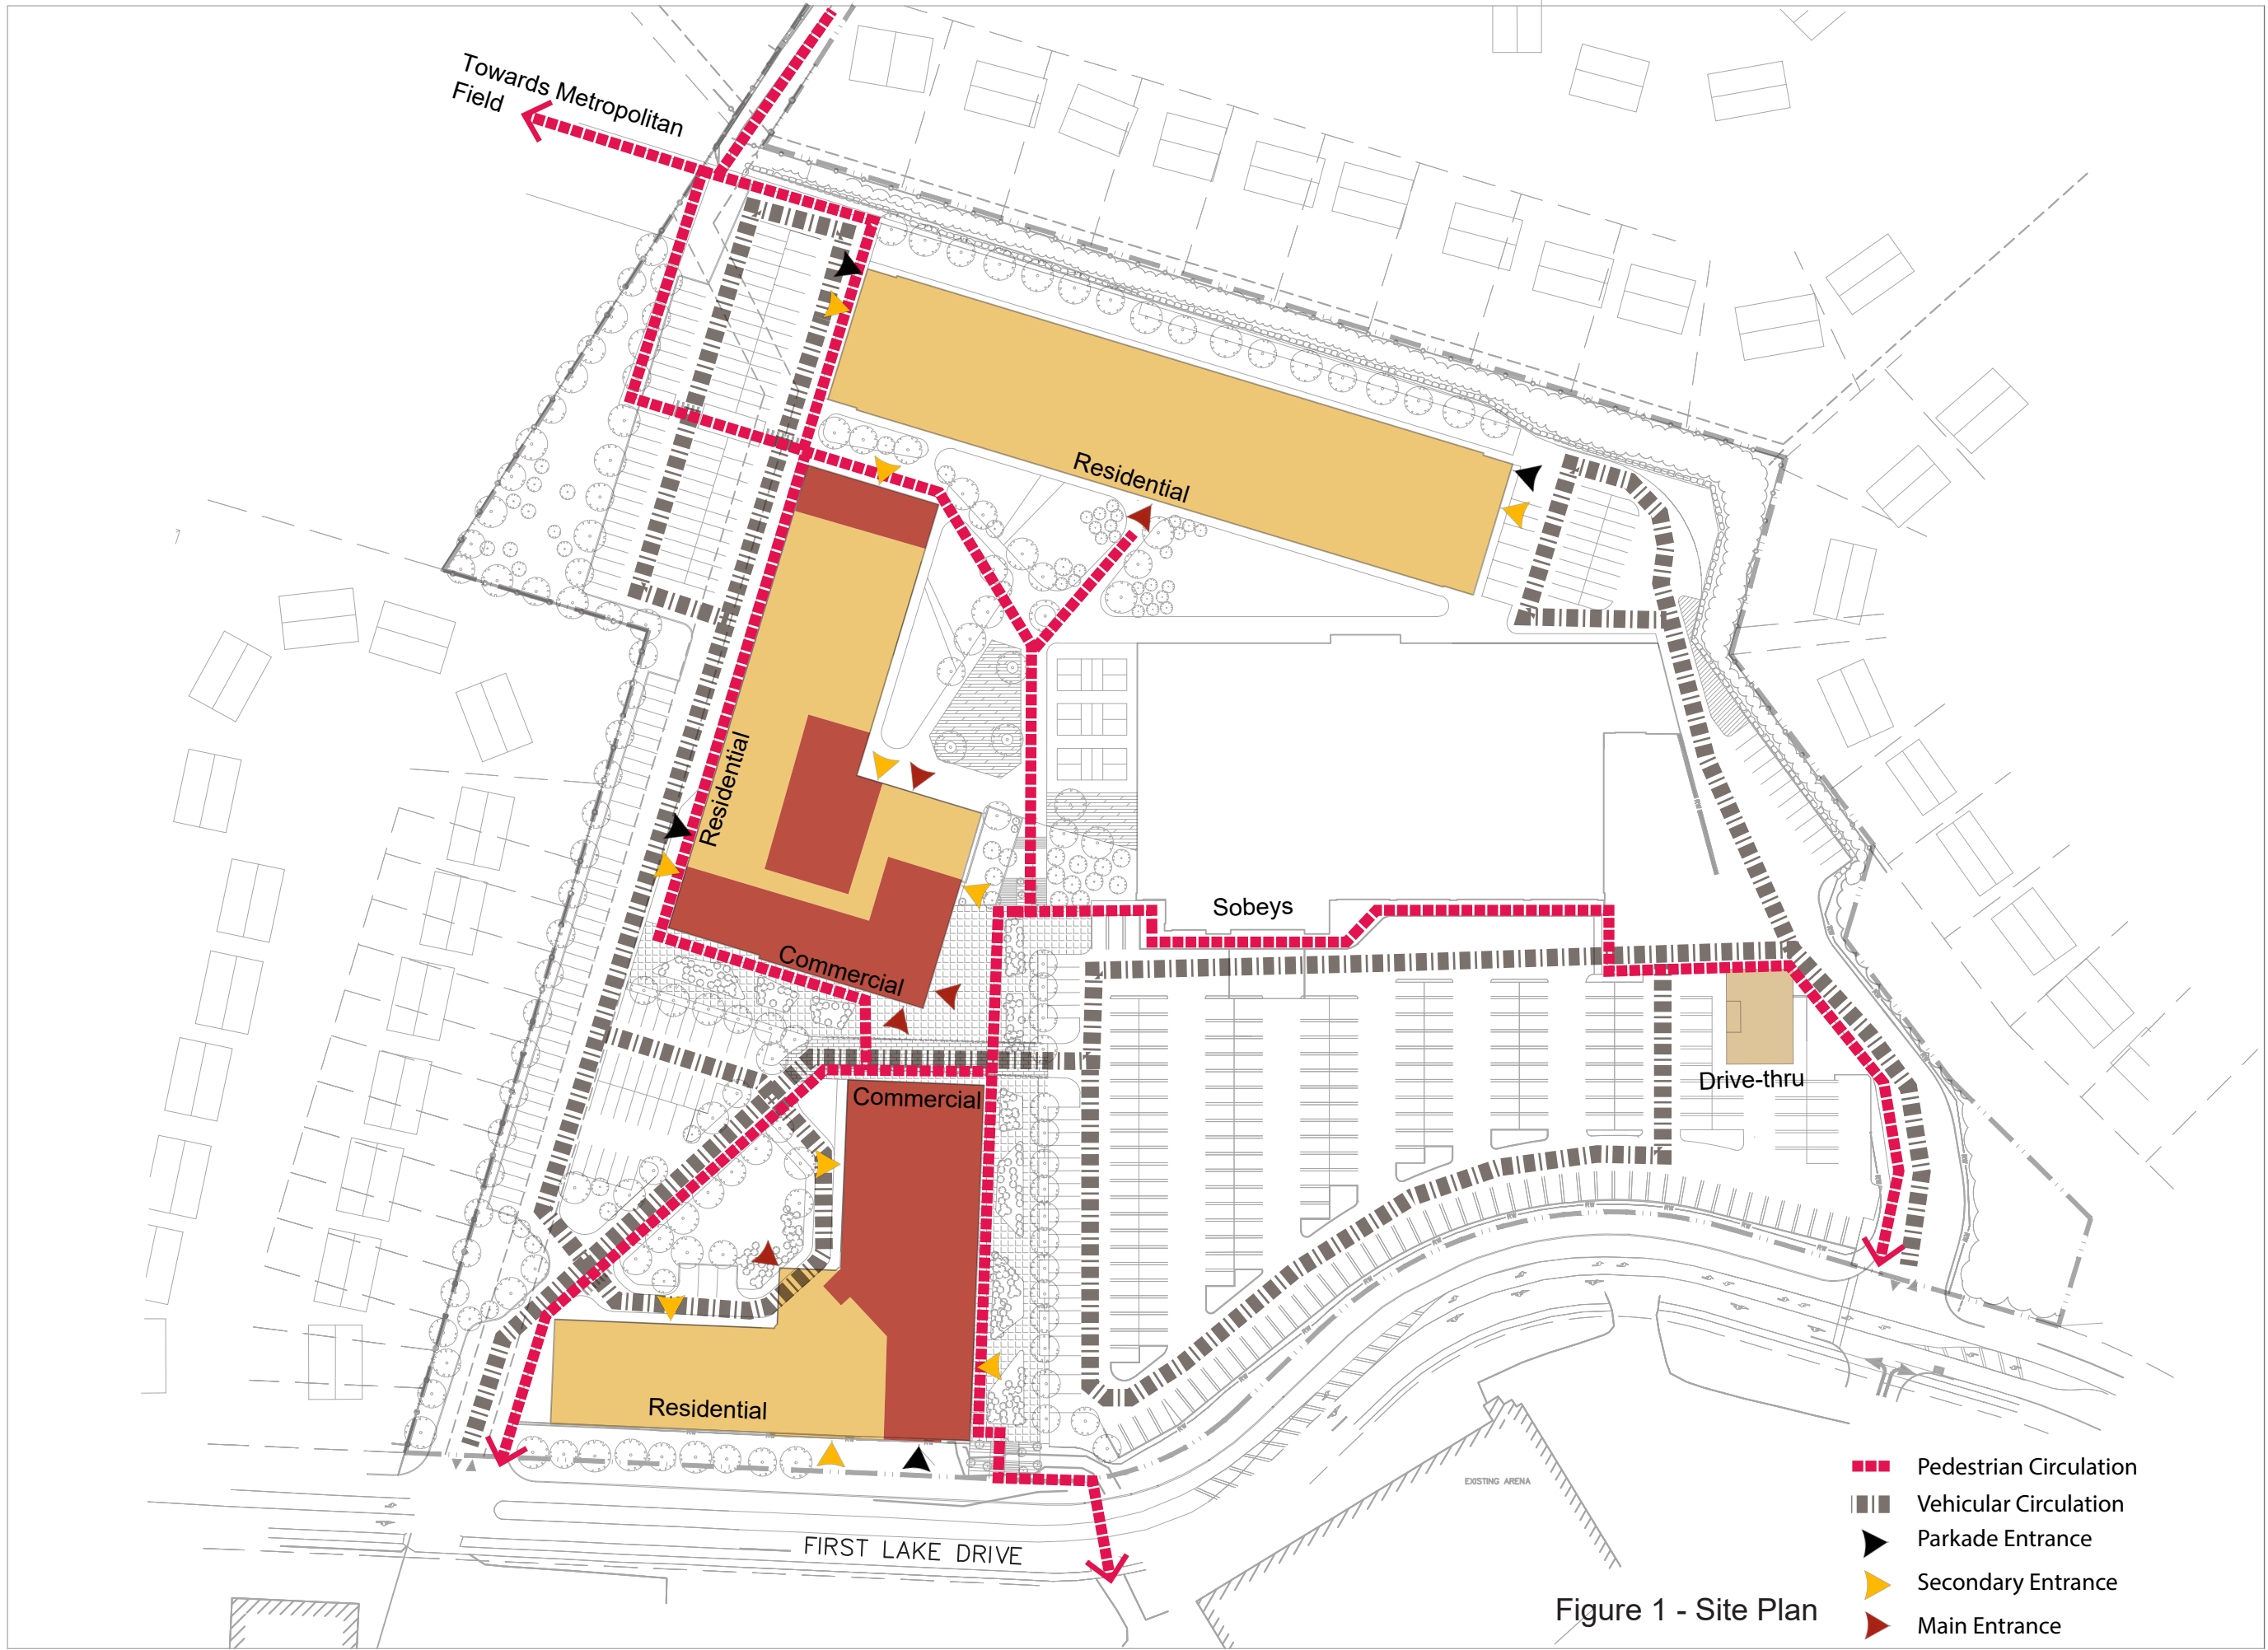 Towards Metropolitan
Field
Residential
Residential
Sobeys
Commercial
Drive-thru
Commercial
Residential
EXISTING ARENA
FIRST LAKE DRIVE
Pedestrian Circulation
Vehicular Circulation
Parkade Entrance
Secondary Entrance
Main Entrance
Figure 1 - Site Plan